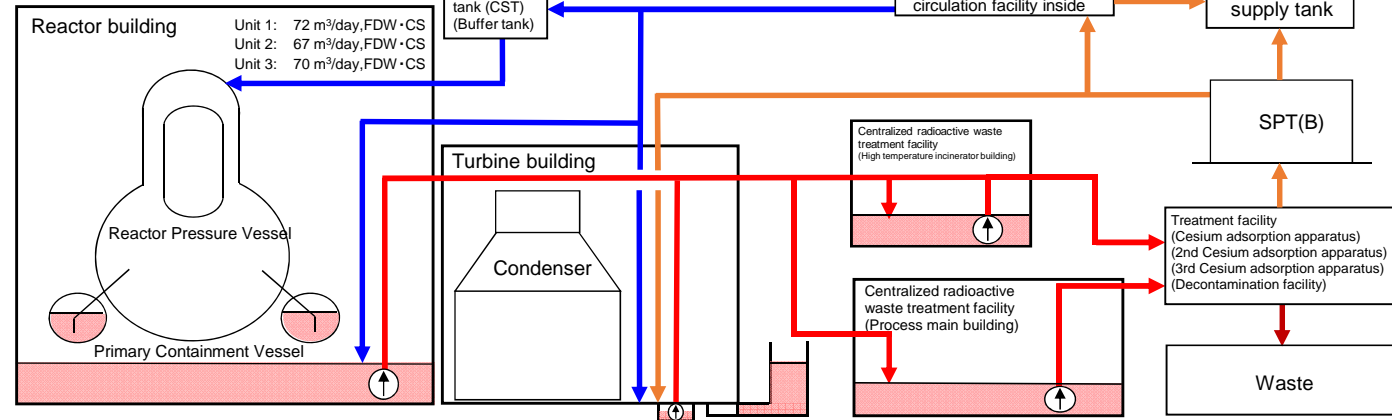 tank (CST)
(Buffer tank)
circulation facility inside
supply tank
Reactor building
Unit 1: 72 m³/day,FDW・CS
Unit 2: 67 m³/day,FDW・CS
Unit 3: 70 m³/day,FDW・CS
SPT(B)
Centralized radioactive waste
treatment facility
(High temperature incinerator building)
Turbine building
Reactor Pressure Vessel
Condenser
Treatment facility
(Cesium adsorption apparatus)
(2nd Cesium adsorption apparatus)
(3rd Cesium adsorption apparatus)
(Decontamination facility)
Centralized radioactive
waste treatment facility
(Process main building)
Primary Containment Vessel
Waste